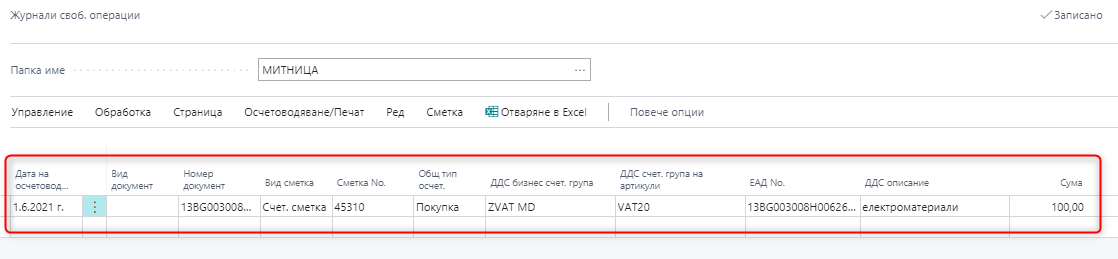 Журнали своб. операции
Записано
Папка име
МИТНИЦА
Управление Обработка Страница Осчетоводяване/Печат Ред Сметка Отваряне в Excel Повече опции
Дата на осчетовод... Вид документ Номер документ Вид сметка Сметка No. Общ тип осчет. ДДС бизнес счет. група ДДС счет. група на артикули ЕАД No. ДДС описание Сума
1.6.2021 г. 13BG003008... Счет. сметка 45310 Покупка ZVAT MD VAT20 13BG003008H00626... електроматериали 100,00